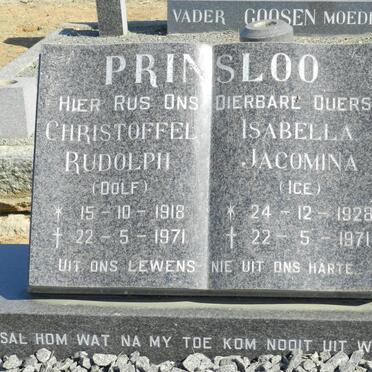 VADER GOOSEN MOEDE
PRINSLOO
HIER RUS ONS DIERBARE OUERS
CHRISTOFFEL ISABELLA
RUDOLPH JACOMINA
(DOLF) (ICE)
* 15-10-1918 * 24-12-1928
† 22-5-1971 † 22-5-1971
UIT ONS LEWENS NIE UIT ONS HARTE
SAL HOM WAT NA MY TOE KOM NOOIT UIT W